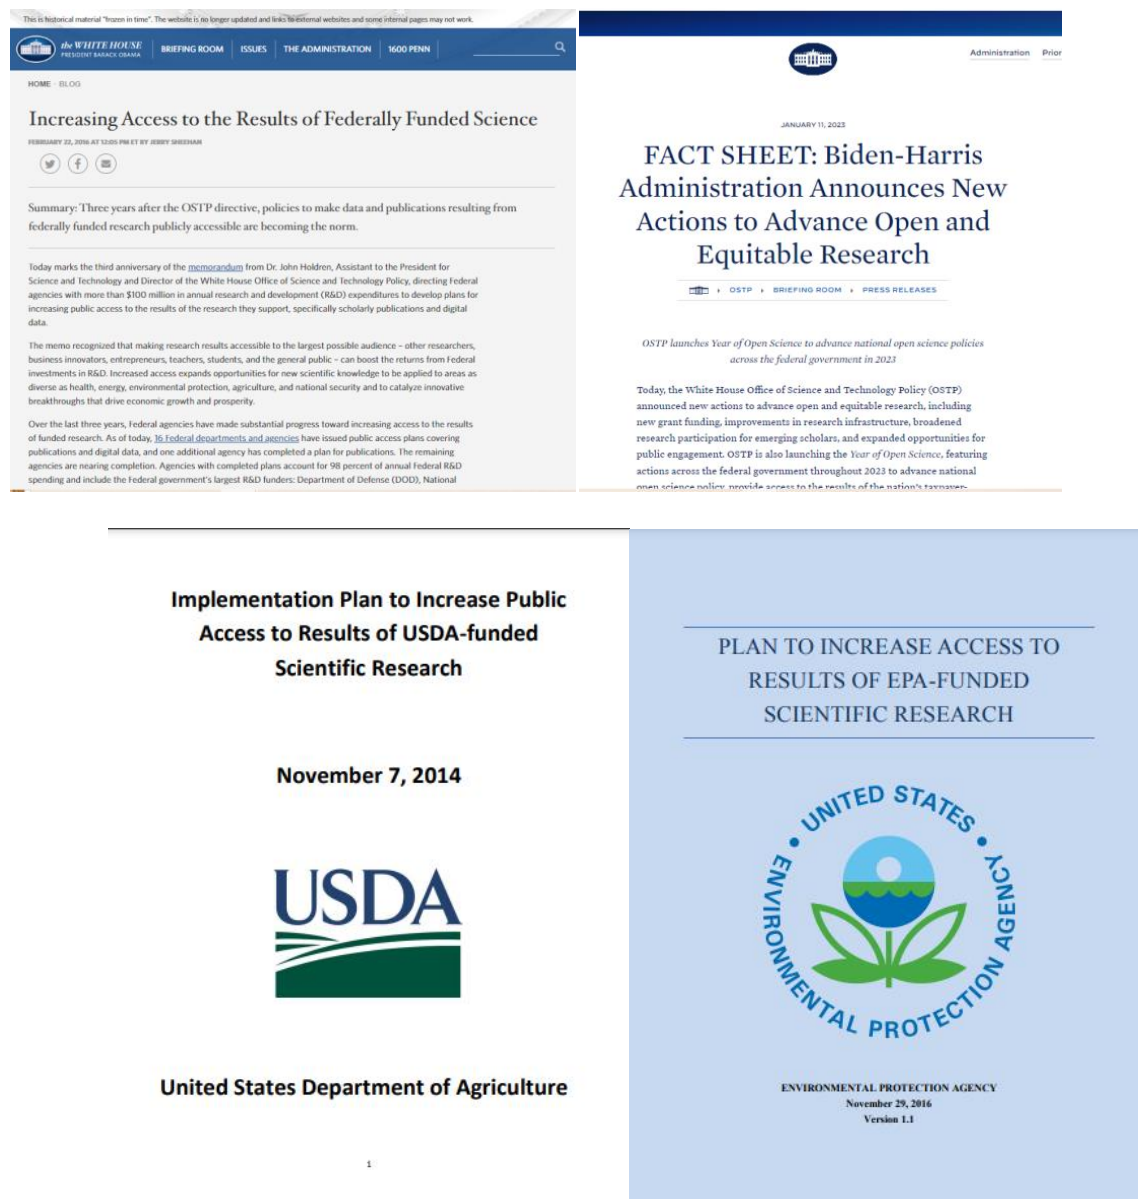 This is historical material "frozen in time". The website is no longer updated and links to external websites and some internal pages may not work.
the WHITE HOUSE
PRESIDENT BARACK OBAMA
BRIEFING ROOM
ISSUES
THE ADMINISTRATION
1600 PENN
HOME · BLOG
Increasing Access to the Results of Federally Funded Science
FEBRUARY 22, 2016 AT 12:05 PM ET BY JERRY SHEEHAN
Summary: Three years after the OSTP directive, policies to make data and publications resulting from
federally funded research publicly accessible are becoming the norm.
Today marks the third anniversary of the memorandum from Dr. John Holdren, Assistant to the President for
Science and Technology and Director of the White House Office of Science and Technology Policy, directing Federal
agencies with more than $100 million in annual research and development (R&D) expenditures to develop plans for
increasing public access to the results of the research they support, specifically scholarly publications and digital
data.
The memo recognized that making research results accessible to the largest possible audience – other researchers,
business innovators, entrepreneurs, teachers, students, and the general public – can boost the returns from Federal
investments in R&D. Increased access expands opportunities for new scientific knowledge to be applied to areas as
diverse as health, energy, environmental protection, agriculture, and national security and to catalyze innovative
breakthroughs that drive economic growth and prosperity.
Over the last three years, Federal agencies have made substantial progress toward increasing access to the results
of funded research. As of today, 16 Federal departments and agencies have issued public access plans covering
publications and digital data, and one additional agency has completed a plan for publications. The remaining
agencies are nearing completion. Agencies with completed plans account for 98 percent of annual Federal R&D
spending and include the Federal government's largest R&D funders: Department of Defense (DOD), National
Administration Prior
JANUARY 11, 2023
FACT SHEET: Biden-Harris
Administration Announces New
Actions to Advance Open and
Equitable Research
OSTP
BRIEFING ROOM
PRESS RELEASES
OSTP launches Year of Open Science to advance national open science policies
across the federal government in 2023
Today, the White House Office of Science and Technology Policy (OSTP)
announced new actions to advance open and equitable research, including
new grant funding, improvements in research infrastructure, broadened
research participation for emerging scholars, and expanded opportunities for
public engagement. OSTP is also launching the Year of Open Science, featuring
actions across the federal government throughout 2023 to advance national
open science policy, provide access to the results of the nation's taxpayer-
Implementation Plan to Increase Public
Access to Results of USDA-funded
Scientific Research
November 7, 2014
USDA
United States Department of Agriculture
1
PLAN TO INCREASE ACCESS TO
RESULTS OF EPA-FUNDED
SCIENTIFIC RESEARCH
UNITED STATES
ENVIRONMENTAL PROTECTION AGENCY
ENVIRONMENTAL PROTECTION AGENCY
November 29, 2016
Version 1.1